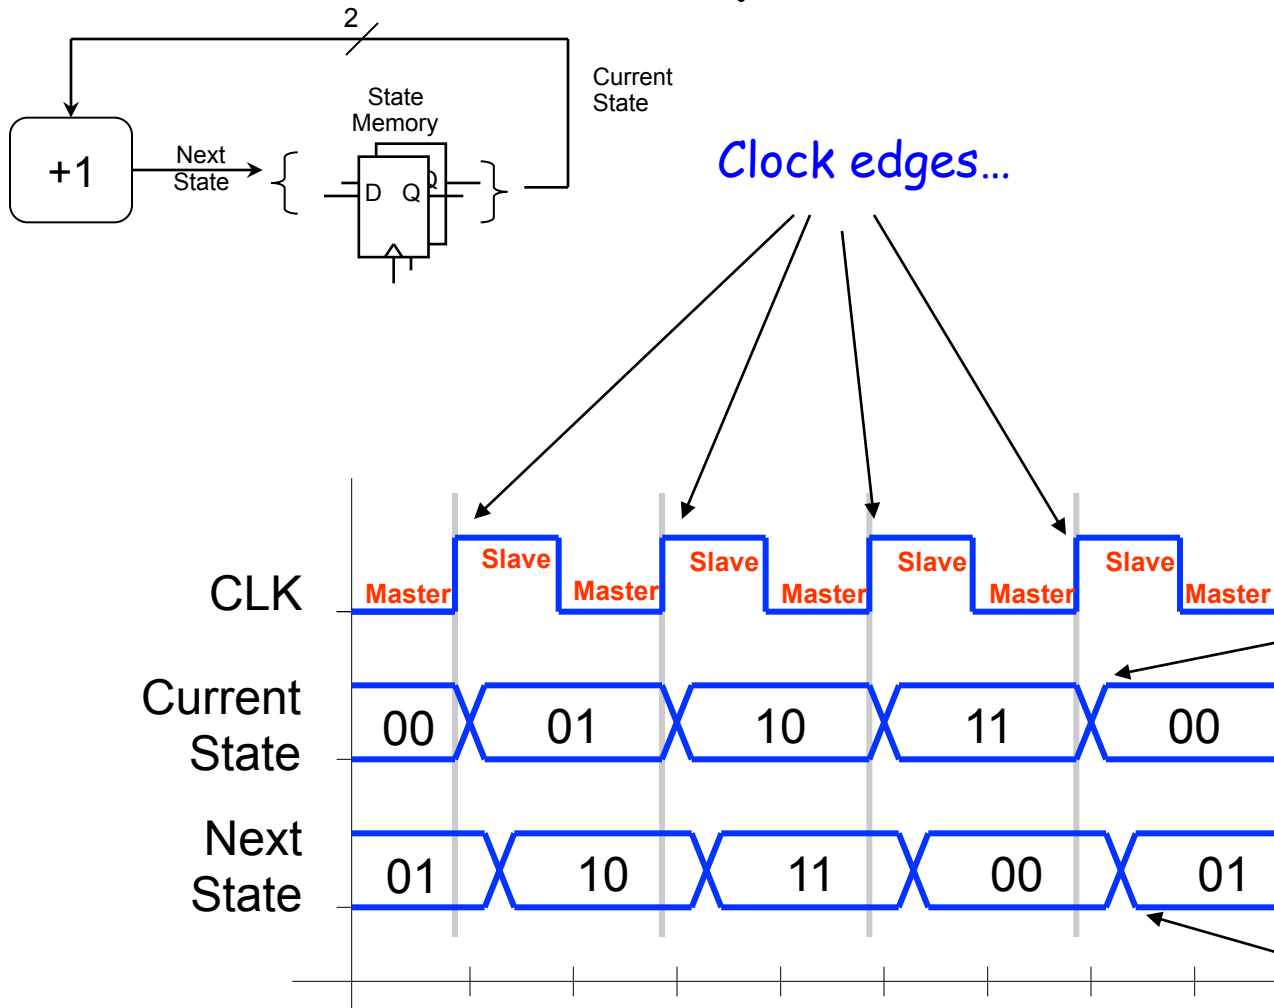 2
Current
State
State
Memory
+1
Next
State
D
Q
Q
Clock edges...
CLK
Master
Slave
Master
Slave
Master
Slave
Master
Slave
Master
Current
State
00
01
10
11
00
Next
State
01
10
11
00
01